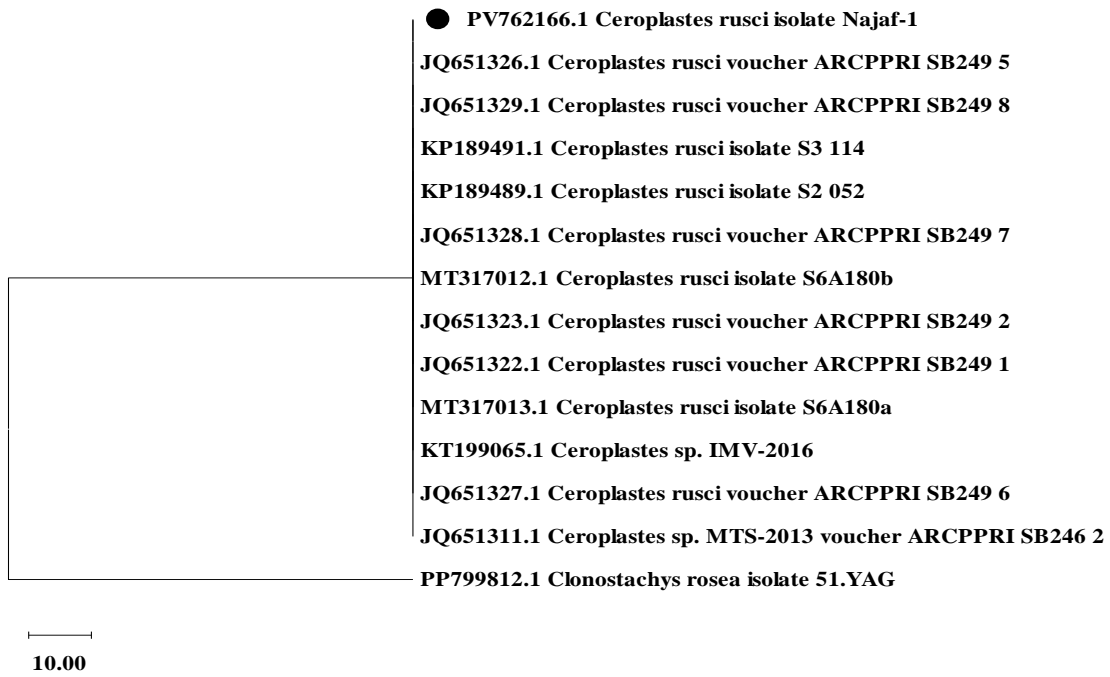 PV762166.1 Ceroplastes rusci isolate Najaf-1
JQ651326.1 Ceroplastes rusci voucher ARCPPRI SB249 5
JQ651329.1 Ceroplastes rusci voucher ARCPPRI SB249 8
KP189491.1 Ceroplastes rusci isolate S3 114
KP189489.1 Ceroplastes rusci isolate S2 052
JQ651328.1 Ceroplastes rusci voucher ARCPPRI SB249 7
MT317012.1 Ceroplastes rusci isolate S6A180b
JQ651323.1 Ceroplastes rusci voucher ARCPPRI SB249 2
JQ651322.1 Ceroplastes rusci voucher ARCPPRI SB249 1
MT317013.1 Ceroplastes rusci isolate S6A180a
KT199065.1 Ceroplastes sp. IMV-2016
JQ651327.1 Ceroplastes rusci voucher ARCPPRI SB249 6
JQ651311.1 Ceroplastes sp. MTS-2013 voucher ARCPPRI SB246 2
PP799812.1 Clonostachys rosea isolate 51.YAG
10.00